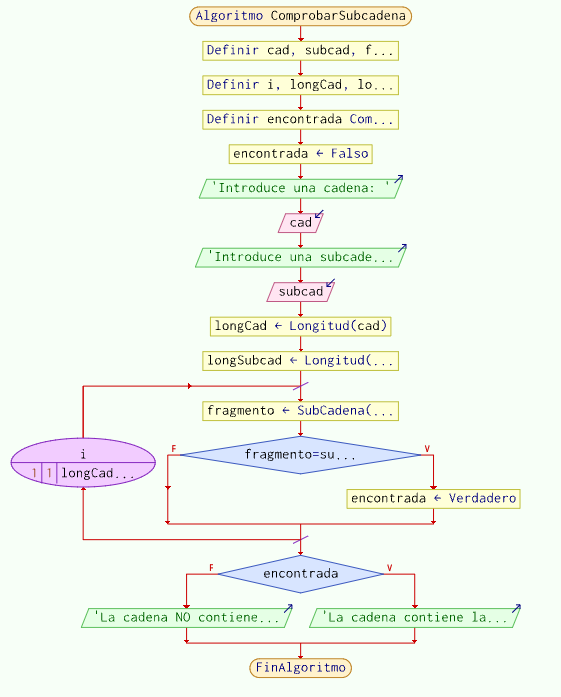 Algoritmo ComprobarSubcadena
Definir cad, subcad, f...
Definir i, longCad, lo...
Definir encontrada Com...
encontrada ← Falso
'Introduce una cadena: '
cad
'Introduce una subcade...
subcad
longCad ← Longitud(cad)
longSubcad ← Longitud(...
fragmento ← SubCadena(...
i
1 1 longCad...
F
fragmento=su...
V
encontrada ← Verdadero
F
encontrada
V
'La cadena NO contiene...
'La cadena contiene la...
FinAlgoritmo